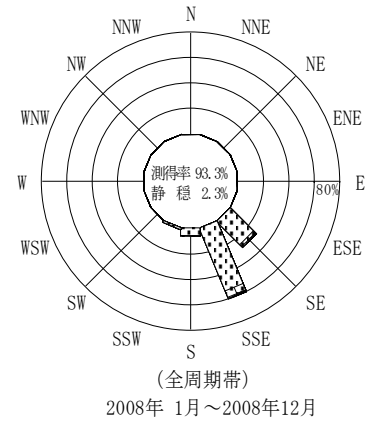 N
NNW NNE
NW NE
WNW ENE
測得率 93.3%
W 80% E
静 穏 2.3%
WSW ESE
SW SE
SSW SSE
S
(全周期帯)
2008年 1月～2008年12月